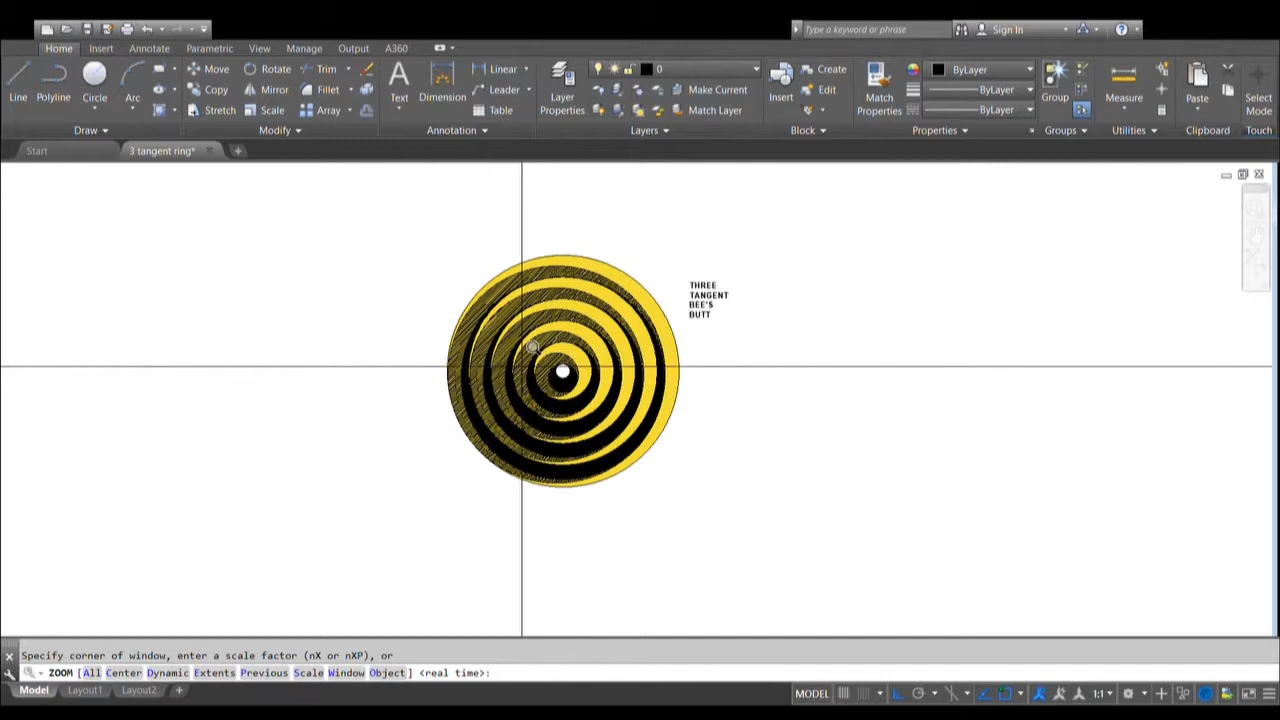 Type a keyword or phrase
Sign In
Home Insert Annotate Parametric View Manage Output A360
Line Polyline Circle Arc
Move Rotate Trim
Copy Mirror Fillet
Stretch Scale Array
Text Dimension
Linear
Leader
Table
Layer Properties
0
Make Current
Match Layer
Insert
Create
Edit
Match Properties
ByLayer
ByLayer
ByLayer
Group
Measure
Paste
Select Mode
Draw Modify Annotation Layers Block Properties Groups Utilities Clipboard Touch
Start 3 tangent ring*
THREE
TANGENT
BEE'S
BUTT
Specify corner of window, enter a scale factor (nX or nXP), or
ZOOM [All Center Dynamic Extents Previous Scale Window Object] <real time>:
Model Layout1 Layout2
MODEL 1:1